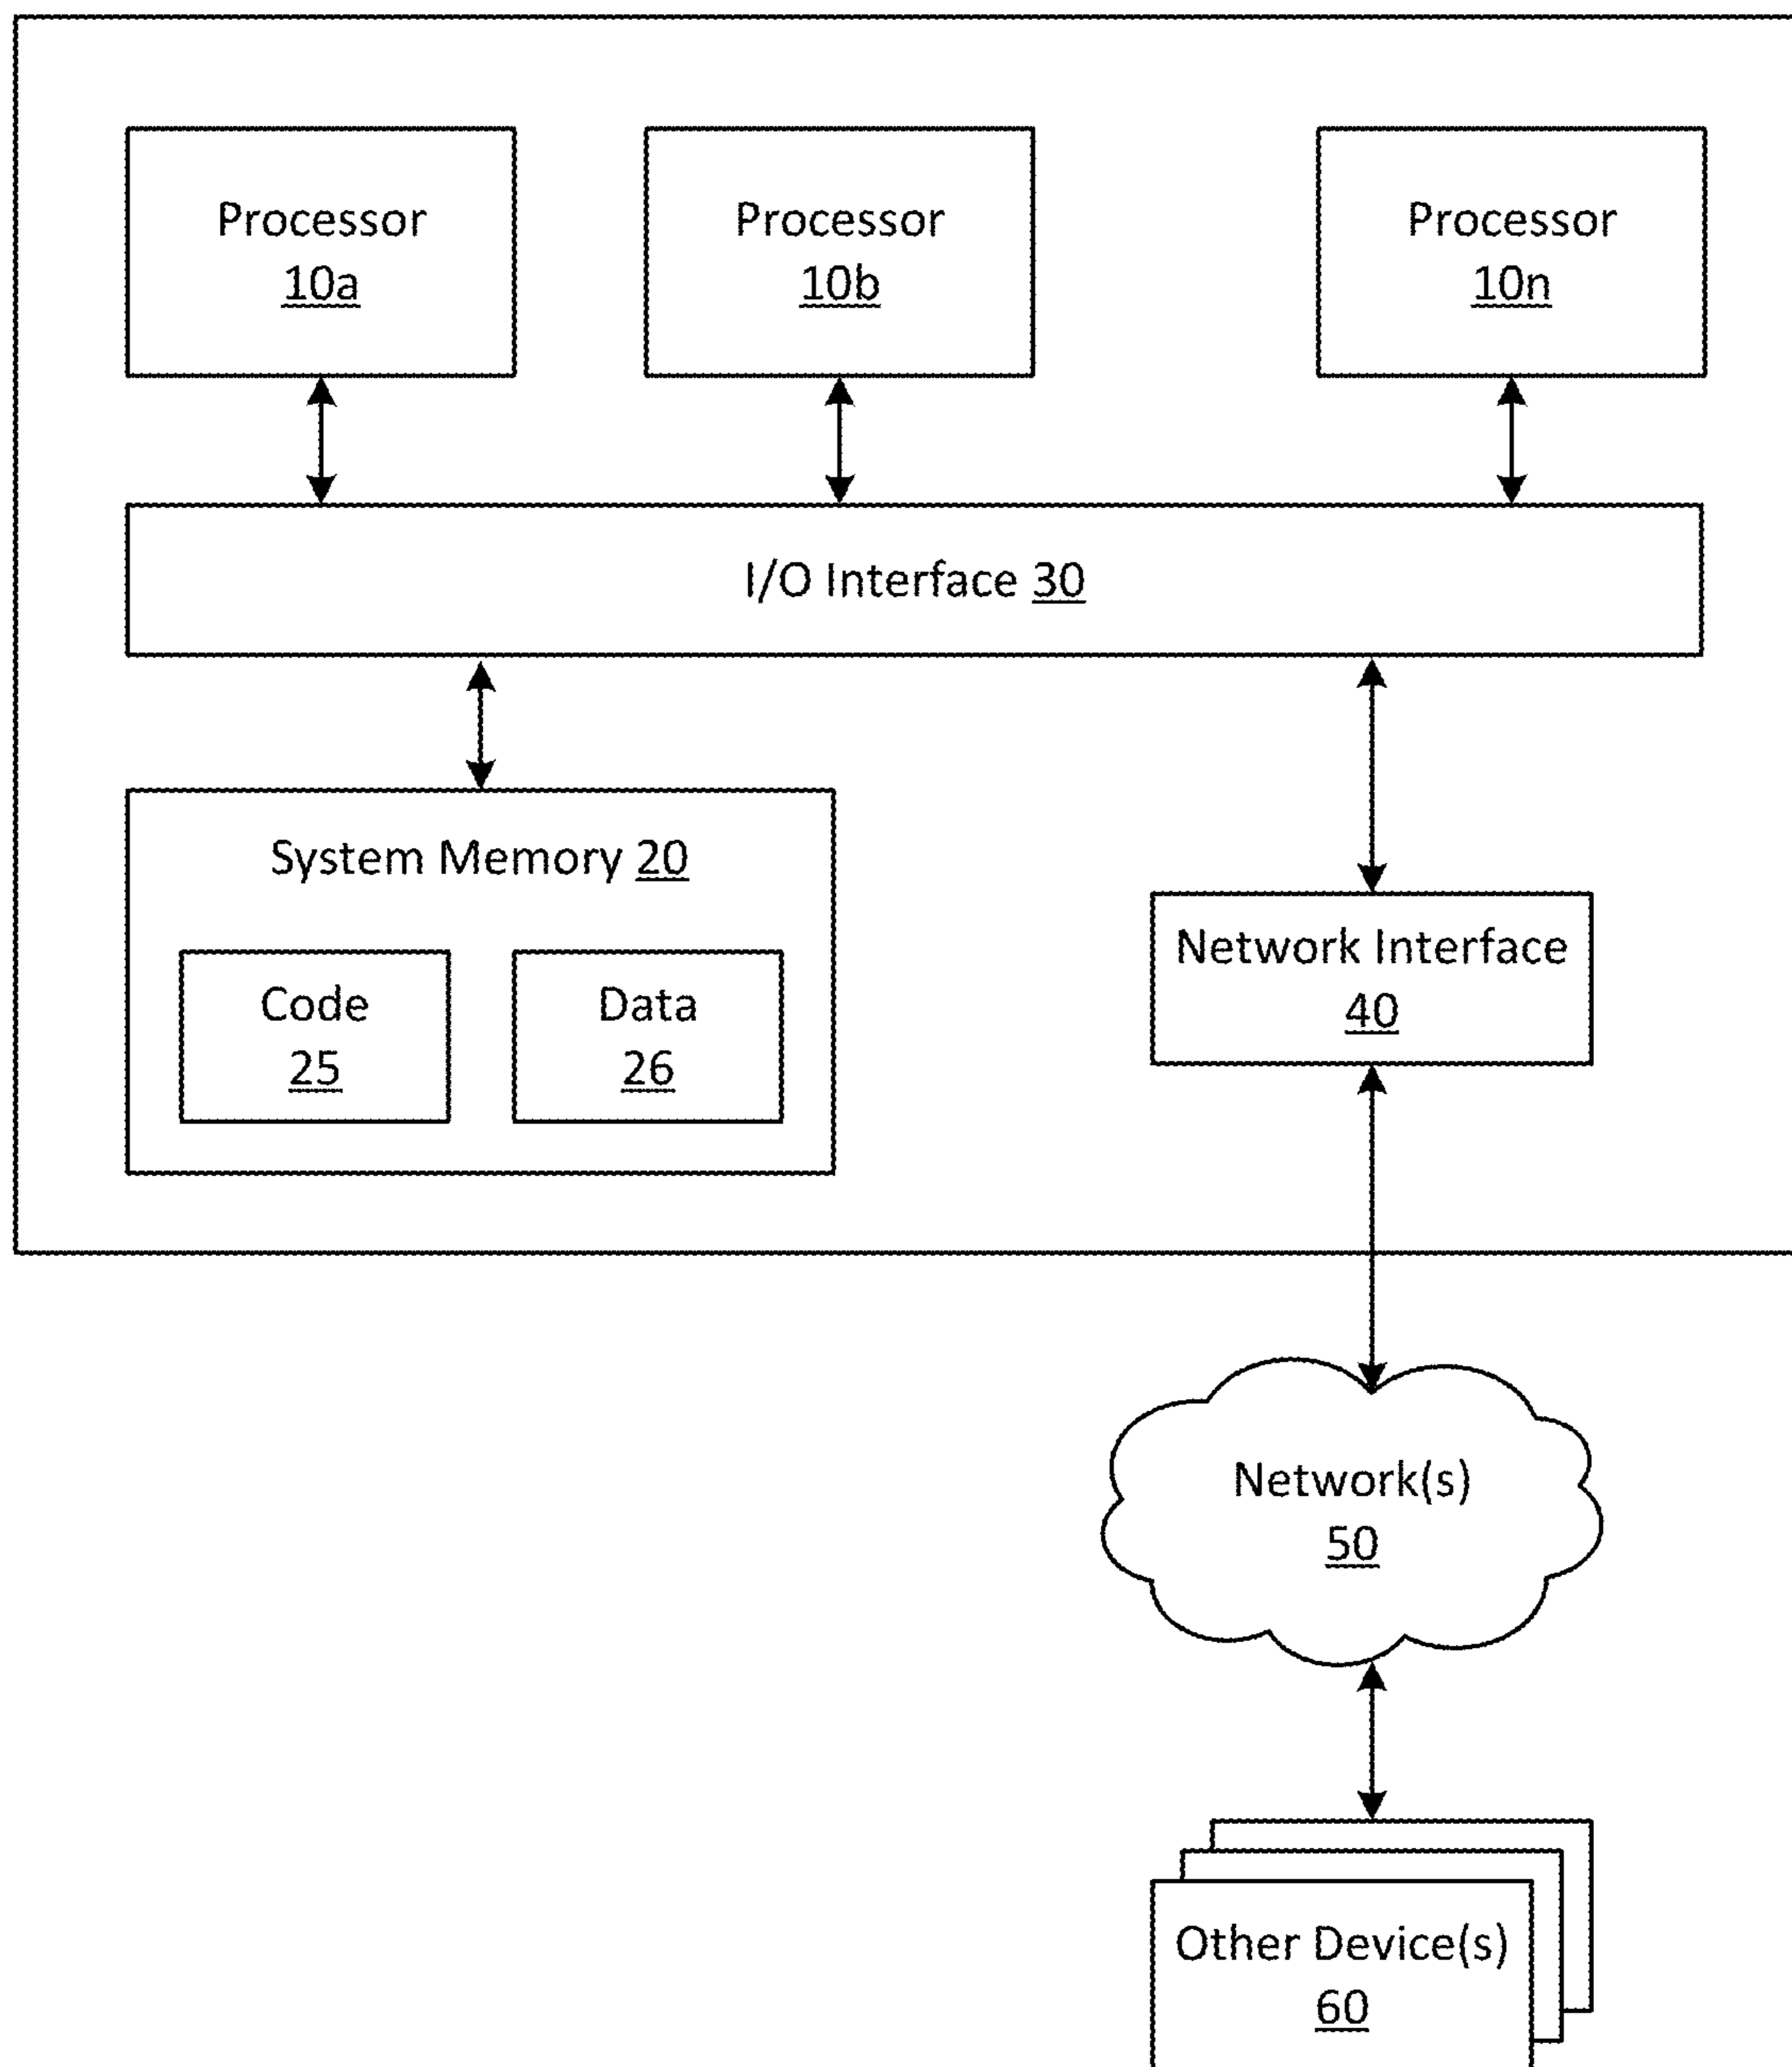 Processor
10a
Processor
10b
Processor
10n
I/O Interface 30
System Memory 20
Code
25
Data
26
Network Interface
40
Network(s)
50
Other Device(s)
60